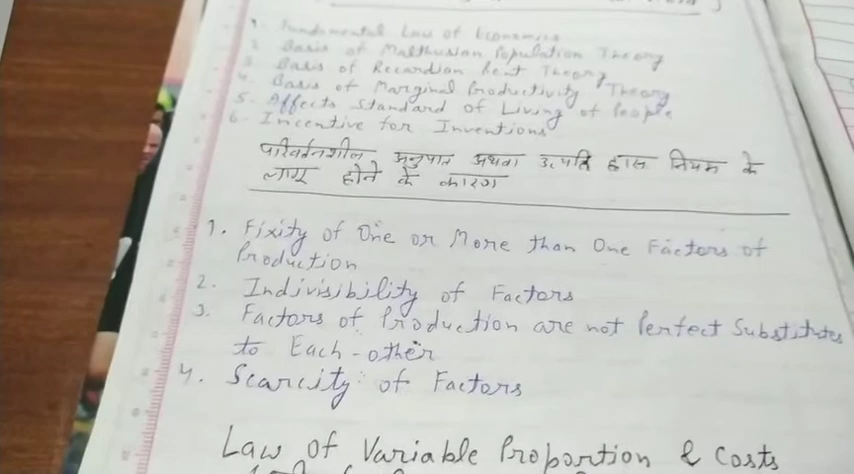 1. Fundamental Law of Economics
2. Basis of Malthusian Population Theory
3. Basis of Recardian Rent Theory
4. Basis of Marginal Productivity Theory
5. Affects Standard of Living of People
6. Incentive for Inventions
परिवर्तनशील अनुपात अथवा उत्पति ह्रास नियम के
लागू होने के कारण
1. Fixity of One or More than One Factors of
Production
2. Indivisibility of Factors
3. Factors of Production are not Perfect Substitutes
to Each-other
4. Scarcity of Factors
Law of Variable Proportion & Costs